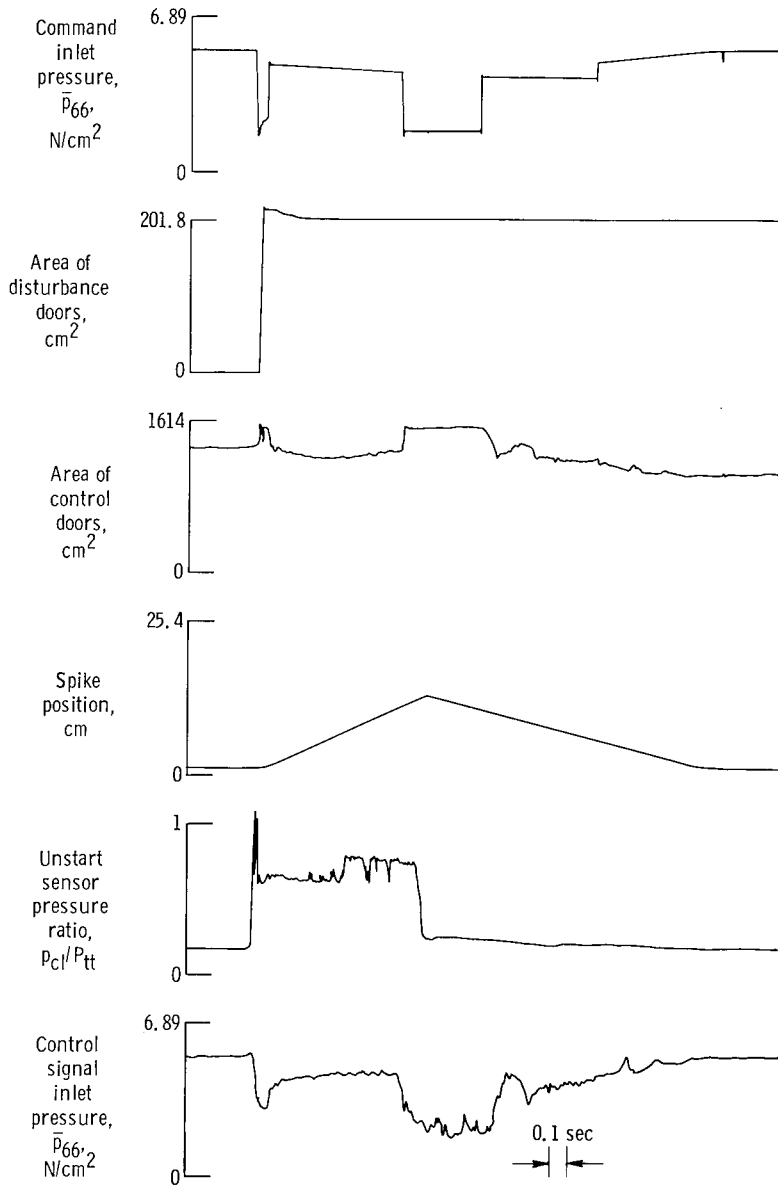 6.89
Command
inlet
pressure,
p̅66,
N/cm2
0
201.8
Area of
disturbance
doors,
cm2
0
1614
Area of
control
doors,
cm2
0
25.4
Spike
position,
cm
0
1
Unstart
sensor
pressure
ratio,
pcl/Ptt
0
6.89
Control
signal
inlet
pressure,
p̅66,
N/cm2
0
0.1 sec